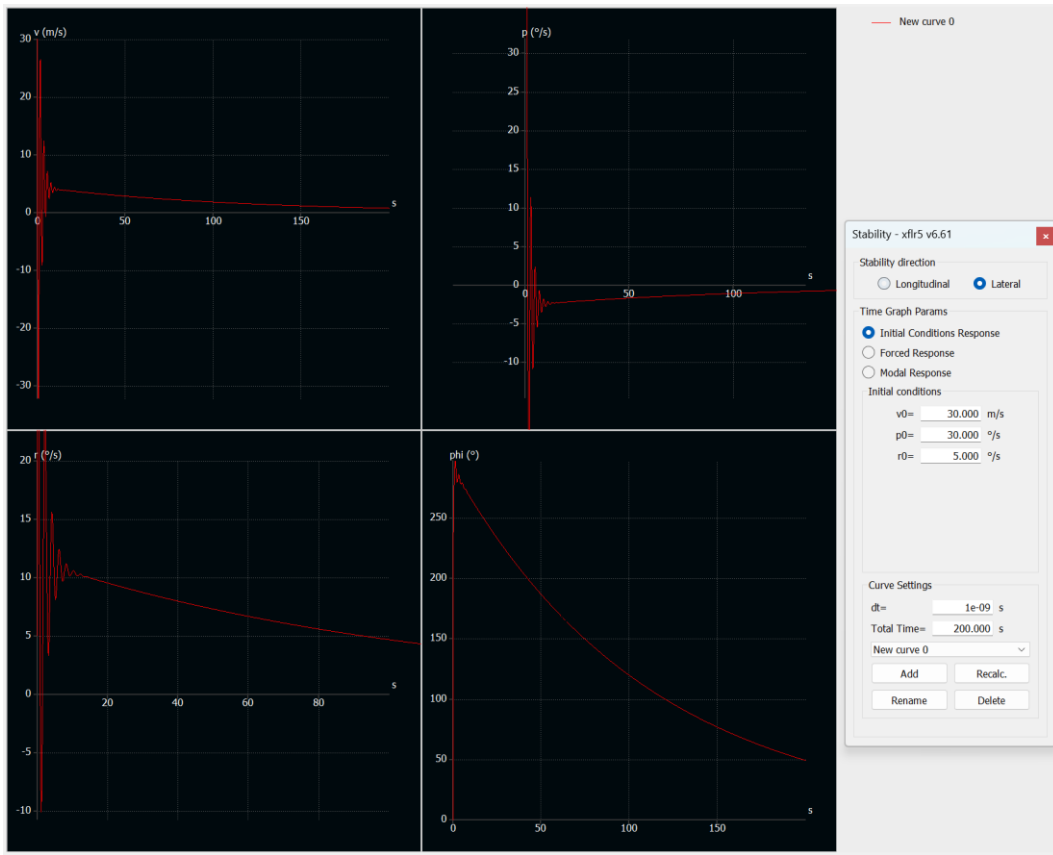 v (m/s)
30
20
10
0
-10
-20
-30
0
50
100
150
s
p (°/s)
30
25
20
15
10
5
0
-5
-10
0
50
100
s
r (°/s)
20
15
10
5
0
-5
-10
20
40
60
80
s
phi (°)
250
200
150
100
50
0
0
50
100
150
s
New curve 0
Stability - xflr5 v6.61
Stability direction
Longitudinal Lateral
Time Graph Params
Initial Conditions Response
Forced Response
Modal Response
Initial conditions
v0= 30.000 m/s
p0= 30.000 °/s
r0= 5.000 °/s
Curve Settings
dt= 1e-09 s
Total Time= 200.000 s
New curve 0
Add Recalc.
Rename Delete